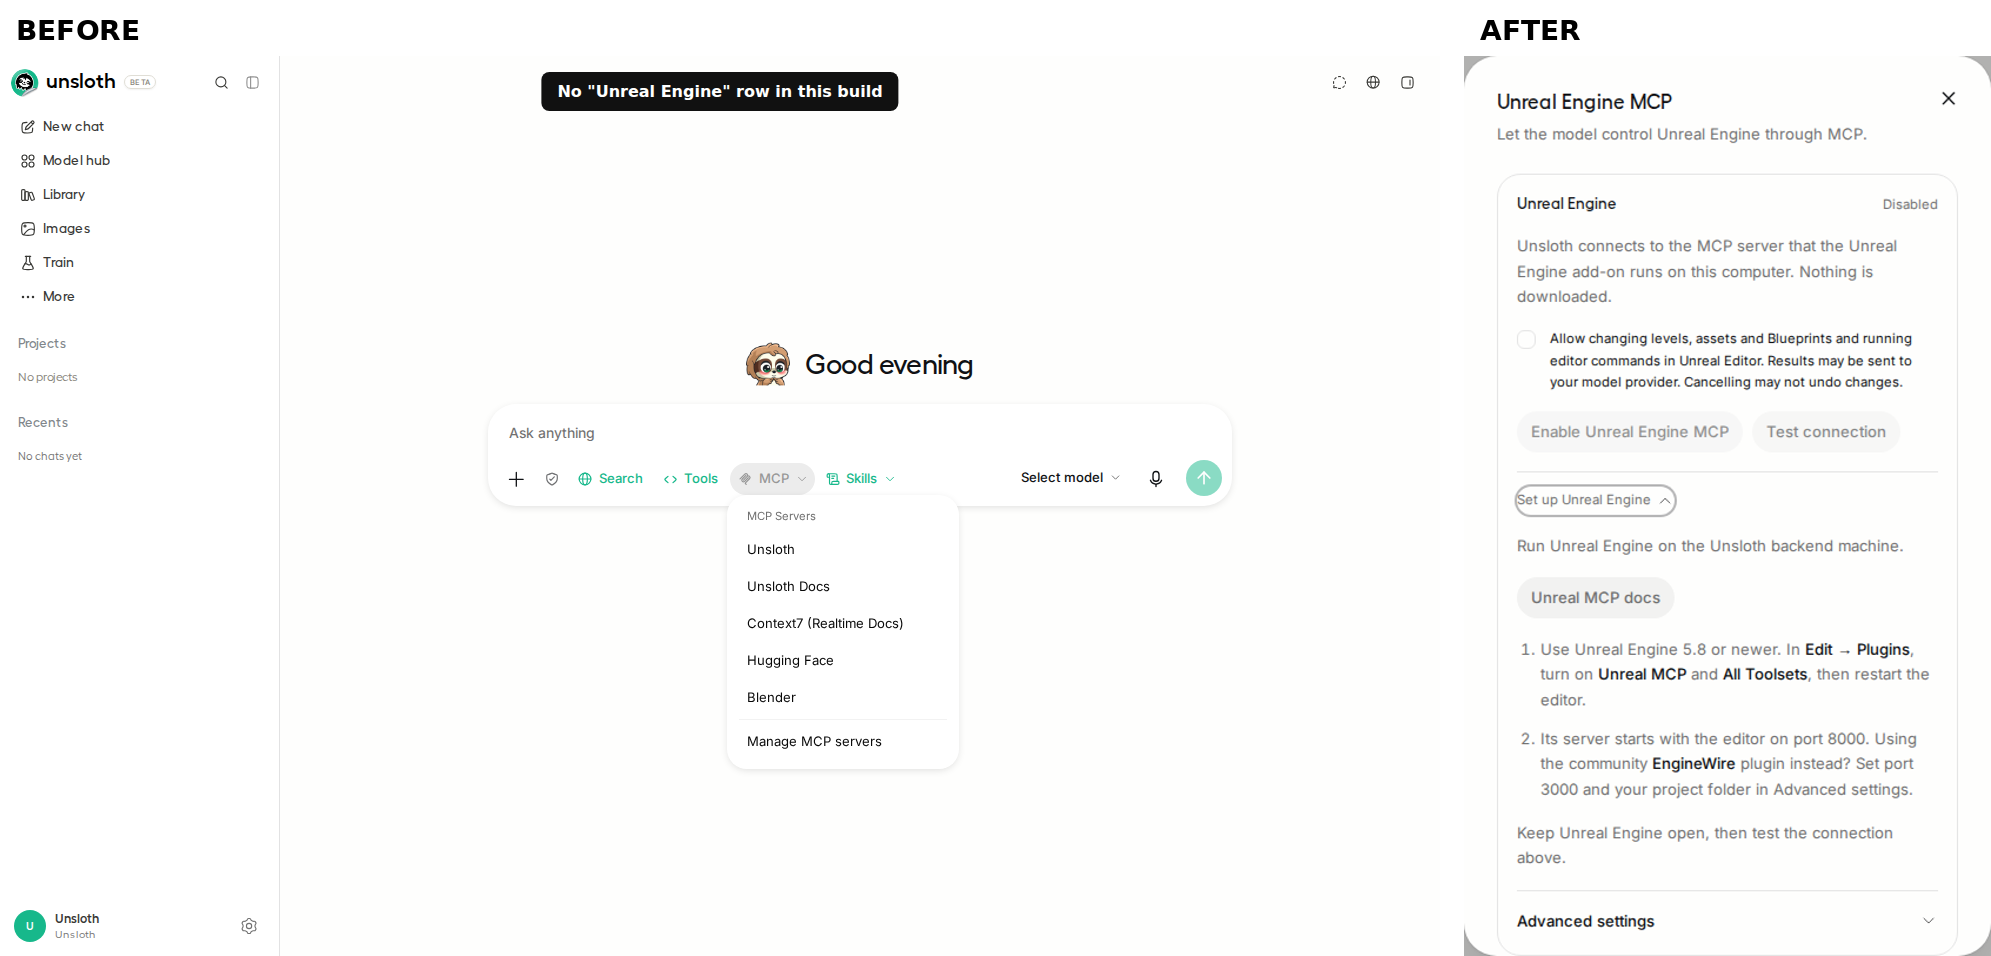 BEFORE
unsloth BETA
New chat
Model hub
Library
Images
Train
More
Projects
No projects
Recents
No chats yet
Unsloth
Unsloth
U
No "Unreal Engine" row in this build
Good evening
Ask anything
Search
Tools
MCP
Skills
Select model
MCP Servers
Unsloth
Unsloth Docs
Context7 (Realtime Docs)
Hugging Face
Blender
Manage MCP servers
AFTER
Unreal Engine MCP
Let the model control Unreal Engine through MCP.
Unreal Engine
Disabled
Unsloth connects to the MCP server that the Unreal
Engine add-on runs on this computer. Nothing is
downloaded.
Allow changing levels, assets and Blueprints and running
editor commands in Unreal Editor. Results may be sent to
your model provider. Cancelling may not undo changes.
Enable Unreal Engine MCP
Test connection
Set up Unreal Engine
Run Unreal Engine on the Unsloth backend machine.
Unreal MCP docs
1. Use Unreal Engine 5.8 or newer. In Edit → Plugins,
turn on Unreal MCP and All Toolsets, then restart the
editor.
2. Its server starts with the editor on port 8000. Using
the community EngineWire plugin instead? Set port
3000 and your project folder in Advanced settings.
Keep Unreal Engine open, then test the connection
above.
Advanced settings